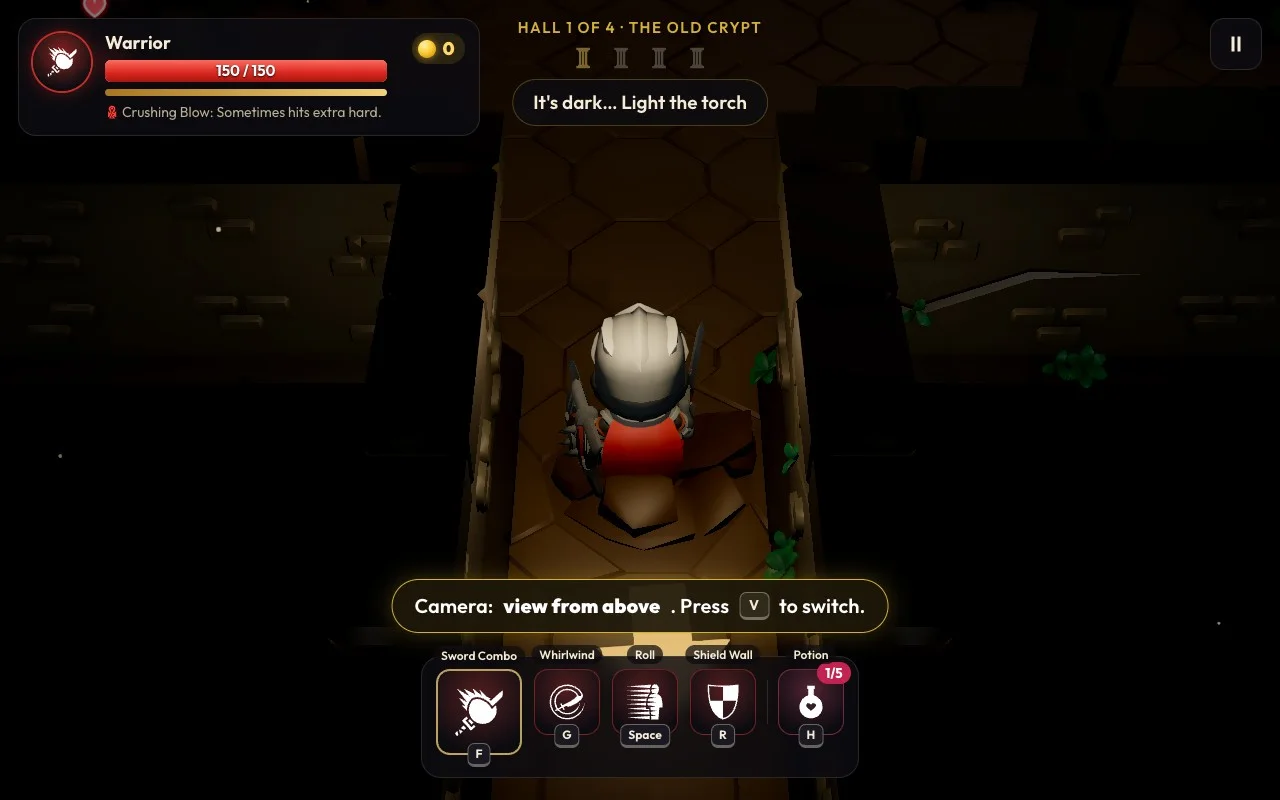 HALL 1 OF 4 · THE OLD CRYPT
Warrior
0
150 / 150
Crushing Blow: Sometimes hits extra hard.
It's dark... Light the torch
Camera: view from above . Press V to switch.
Sword Combo
Whirlwind
Roll
Shield Wall
Potion
1/5
F
G
Space
R
H